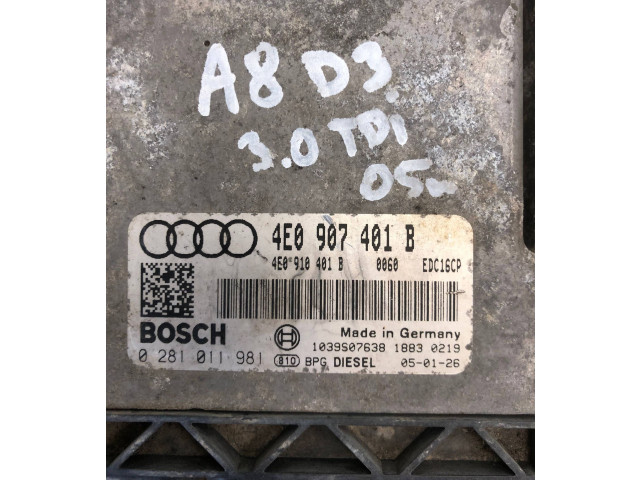 A8 D3
3.0 TDi
05
4E0 907 401 B
4E0 910 401 B 0060 EDC16CP
BOSCH
Made in Germany
1039S07638 1883 0219
0 281 011 981 810 BPG DIESEL 05-01-26